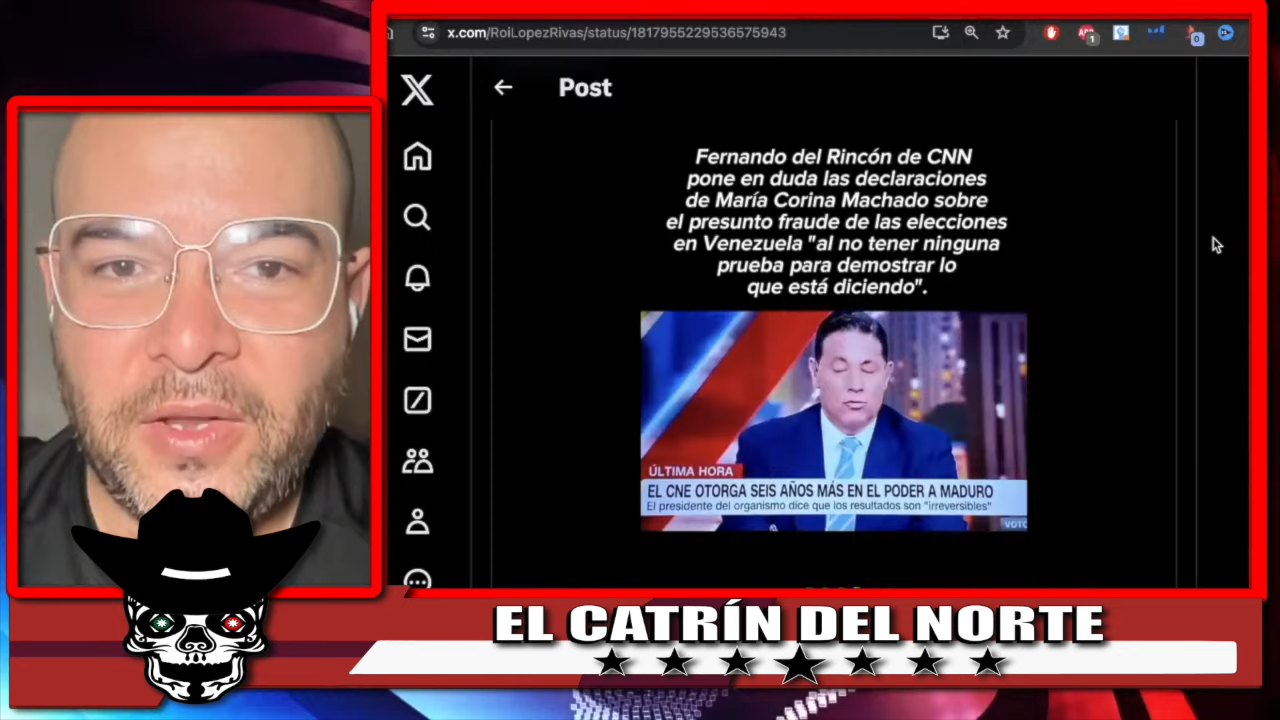 x.com/RoiLopezRivas/status/1817955229536575943
1
0
Post
Fernando del Rincón de CNN
pone en duda las declaraciones
de María Corina Machado sobre
el presunto fraude de las elecciones
en Venezuela "al no tener ninguna
prueba para demostrar lo
que está diciendo".
ÚLTIMA HORA
EL CNE OTORGA SEIS AÑOS MÁS EN EL PODER A MADURO
El presidente del organismo dice que los resultados son "irreversibles"
VOTO
EL CATRÍN DEL NORTE